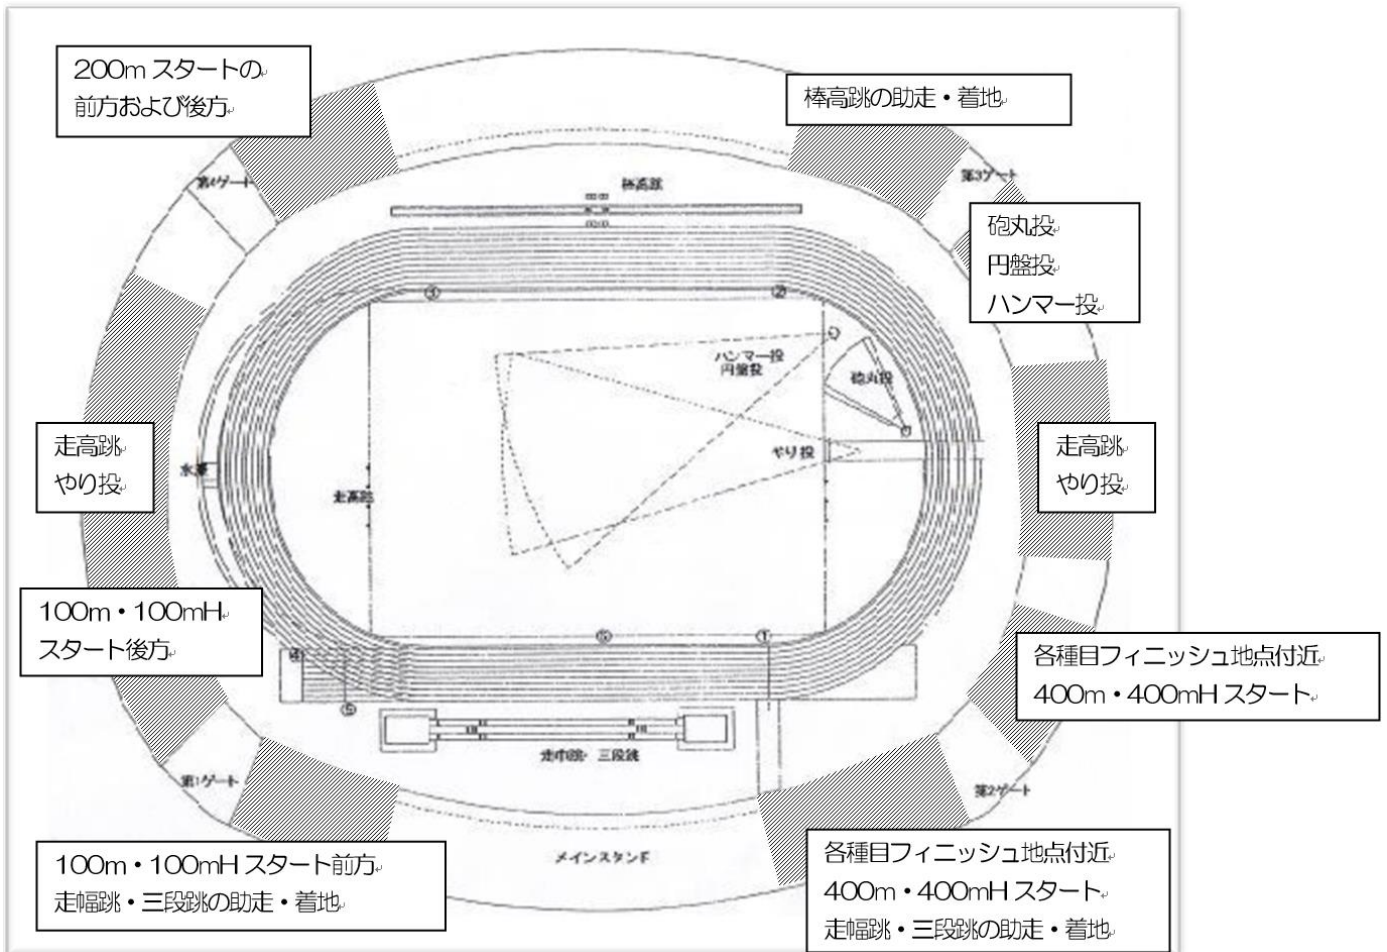 200m スタートの
前方および後方
棒高跳の助走・着地
第4ゲート
第3ゲート
棒高跳
砲丸投
円盤投
ハンマー投
③
②
ハンマー投
円盤投
砲丸投
走高跳
やり投
やり投
走高跳
やり投
走高跳
100m・100mH
スタート後方
⑤
①
④
⑤
各種目フィニッシュ地点付近
400m・400mH スタート
走巾跳・三段跳
第1ゲート
第2ゲート
メインスタンド
100m・100mH スタート前方
走幅跳・三段跳の助走・着地
各種目フィニッシュ地点付近
400m・400mH スタート
走幅跳・三段跳の助走・着地